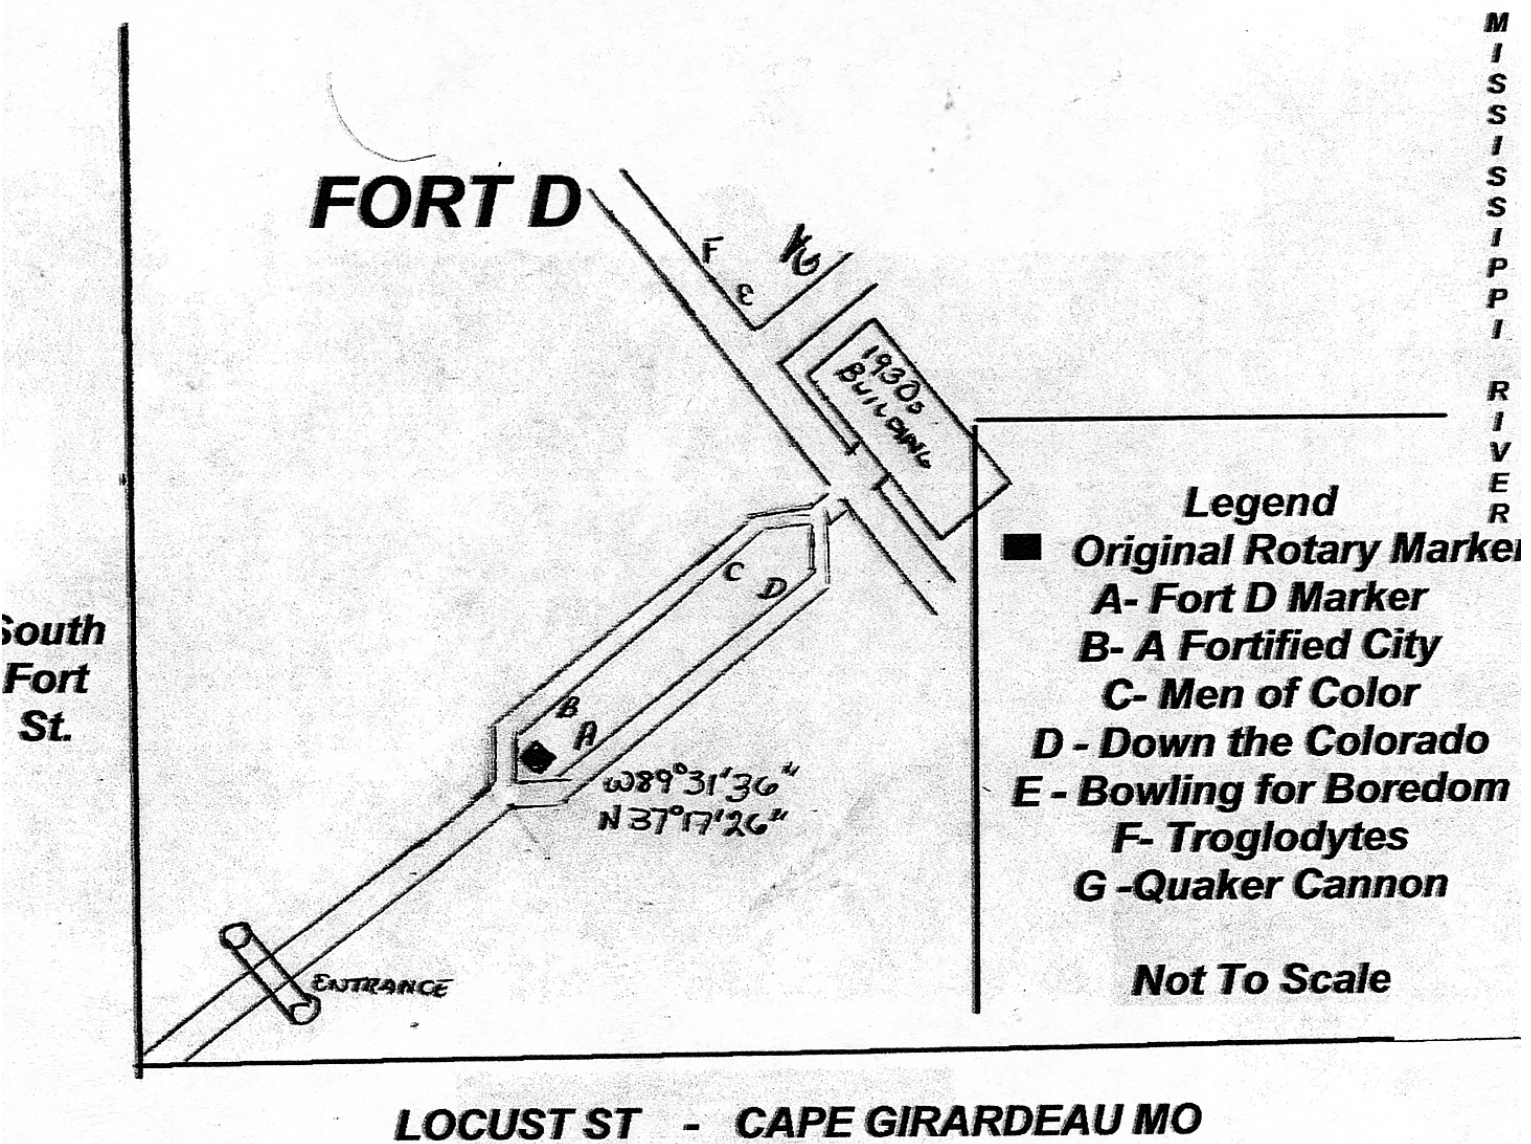 MISSISSIPPI RIVER
FORT D
F
E
G
1930s
BUILDING
C
D
B
A
W89°31'36"
N37°17'26"
ENTRANCE
South
Fort
St.
Legend
Original Rotary Marker
A- Fort D Marker
B- A Fortified City
C- Men of Color
D - Down the Colorado
E - Bowling for Boredom
F- Troglodytes
G -Quaker Cannon
Not To Scale
LOCUST ST - CAPE GIRARDEAU MO